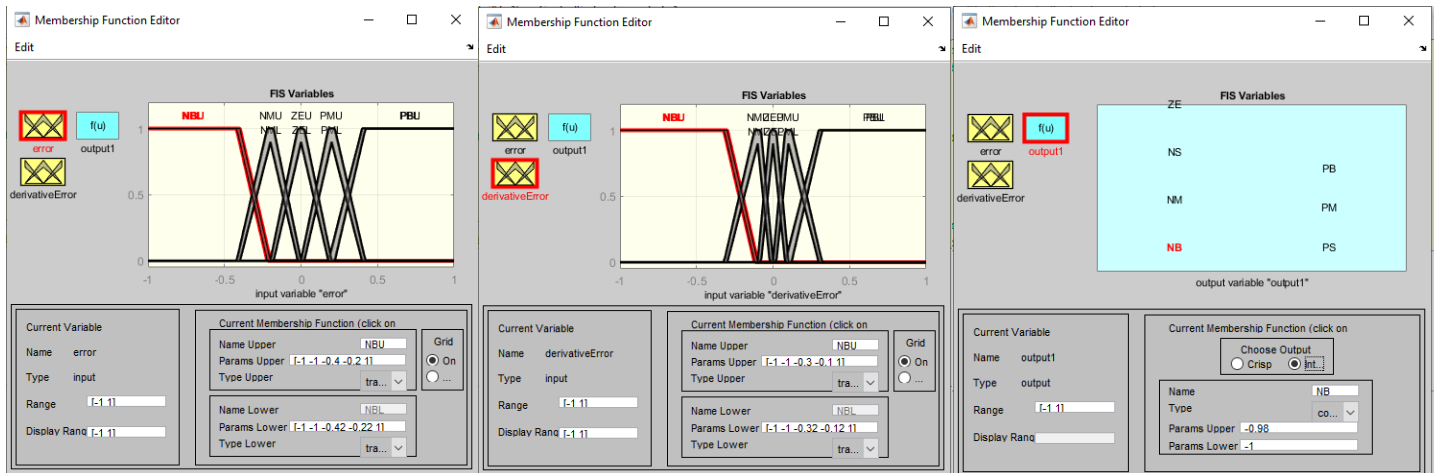 Membership Function Editor
Edit
FIS Variables
NBU
NMU ZEU PMU
PBU
NML ZEL PML
1
0.5
0
-1 -0.5 0 0.5 1
input variable "error"
f(u)
error output1
derivativeError
Current Variable
Name error
Type input
Range [-1 1]
Display Rang [-1 1]
Current Membership Function (click on
Name Upper NBU
Params Upper [-1 -1 -0.4 -0.2 1]
Type Upper tra...
Name Lower NBL
Params Lower [-1 -1 -0.42 -0.22 1]
Type Lower tra...
Grid
On
...
Membership Function Editor
Edit
FIS Variables
1
0.5
0
-1 -0.5 0 0.5 1
input variable "derivativeError"
f(u)
error output1
derivativeError
Current Variable
Name derivativeError
Type input
Range [-1 1]
Display Rang [-1 1]
Current Membership Function (click on
Name Upper NBU
Params Upper [-1 -1 -0.3 -0.1 1]
Type Upper tra...
Name Lower NBL
Params Lower [-1 -1 -0.32 -0.12 1]
Type Lower tra...
Grid
On
...
Membership Function Editor
Edit
FIS Variables
ZE
NS
PB
NM
PM
NB
PS
output variable "output1"
f(u)
error output1
derivativeError
Current Variable
Name output1
Type output
Range [-1 1]
Display Rang
Current Membership Function (click on
Choose Output
Crisp Int...
Name NB
Type co...
Params Upper -0.98
Params Lower -1